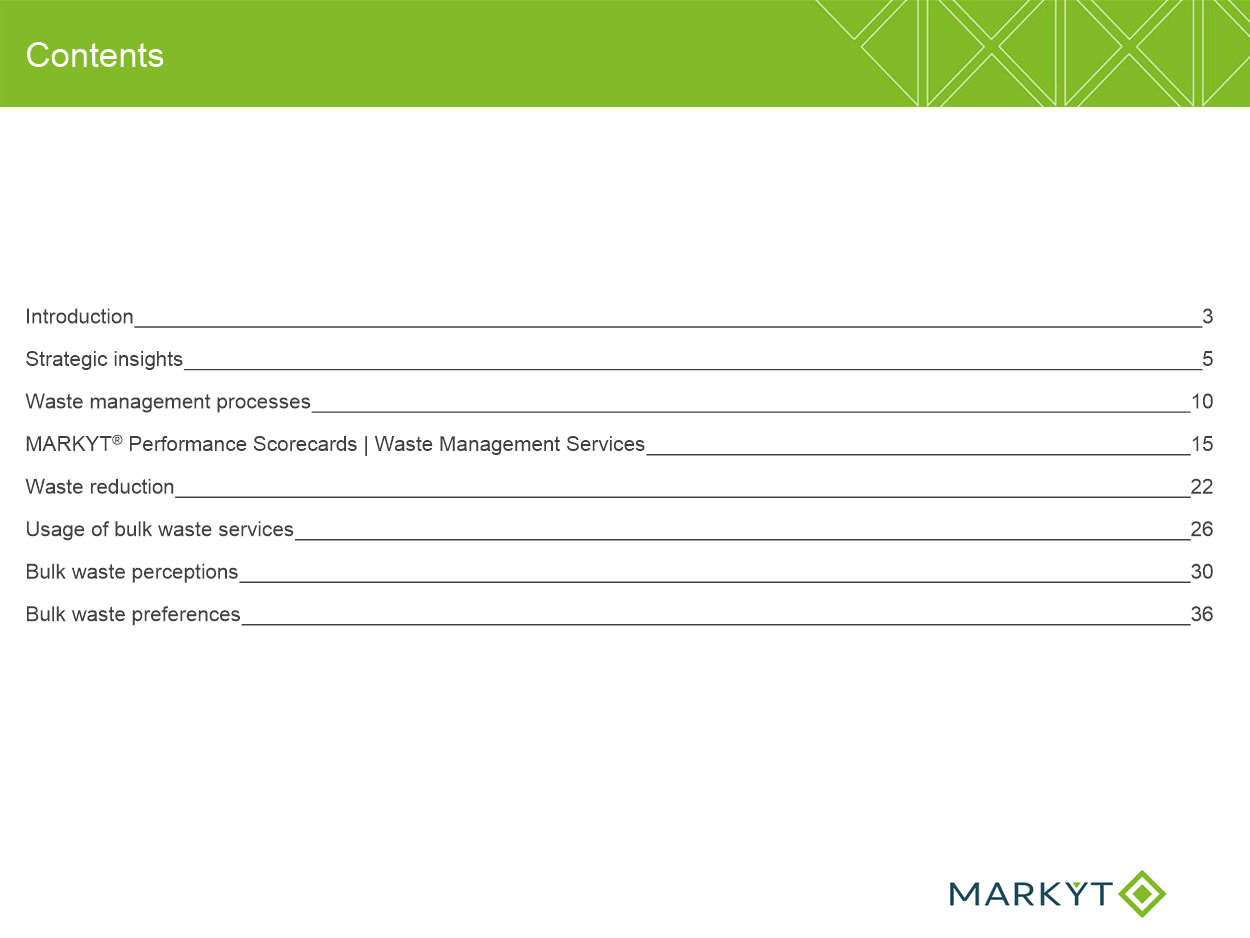 Contents
Introduction 3
Strategic insights 5
Waste management processes 10
MARKYT® Performance Scorecards | Waste Management Services 15
Waste reduction 22
Usage of bulk waste services 26
Bulk waste perceptions 30
Bulk waste preferences 36
MARKYT